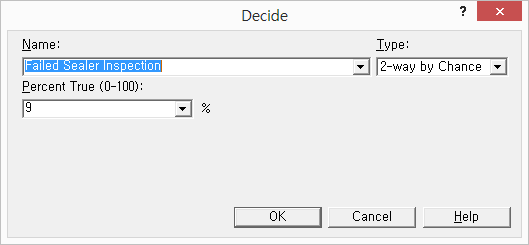 Decide
? ×
Name:
Type:
Failed Sealer Inspection
2-way by Chance
Percent True (0-100):
9
%
OK
Cancel
Help